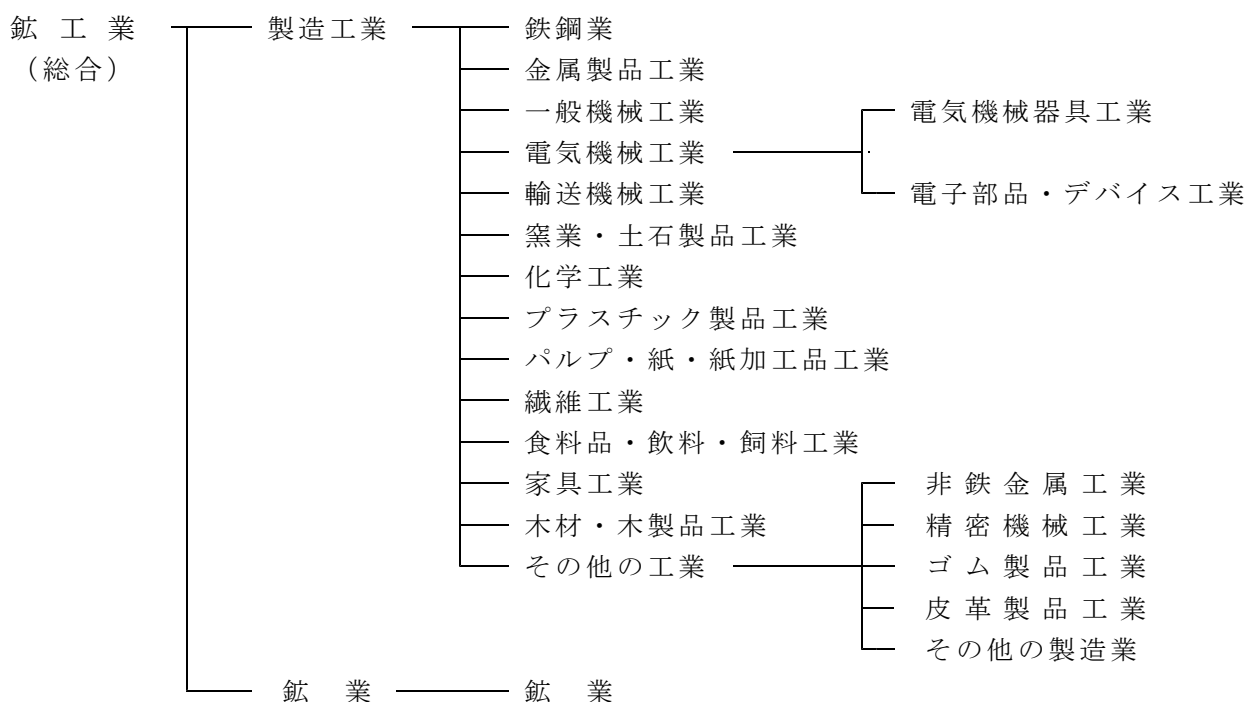 鉱工業 製造工業 鉄鋼業
(総合) 金属製品工業
一般機械工業 電気機械器具工業
電気機械工業
輸送機械工業 電子部品・デバイス工業
窯業・土石製品工業
化学工業
プラスチック製品工業
パルプ・紙・紙加工品工業
繊維工業
食料品・飲料・飼料工業
家具工業 非鉄金属工業
木材・木製品工業 精密機械工業
その他の工業 ゴム製品工業
皮革製品工業
その他の製造業
鉱業 鉱業